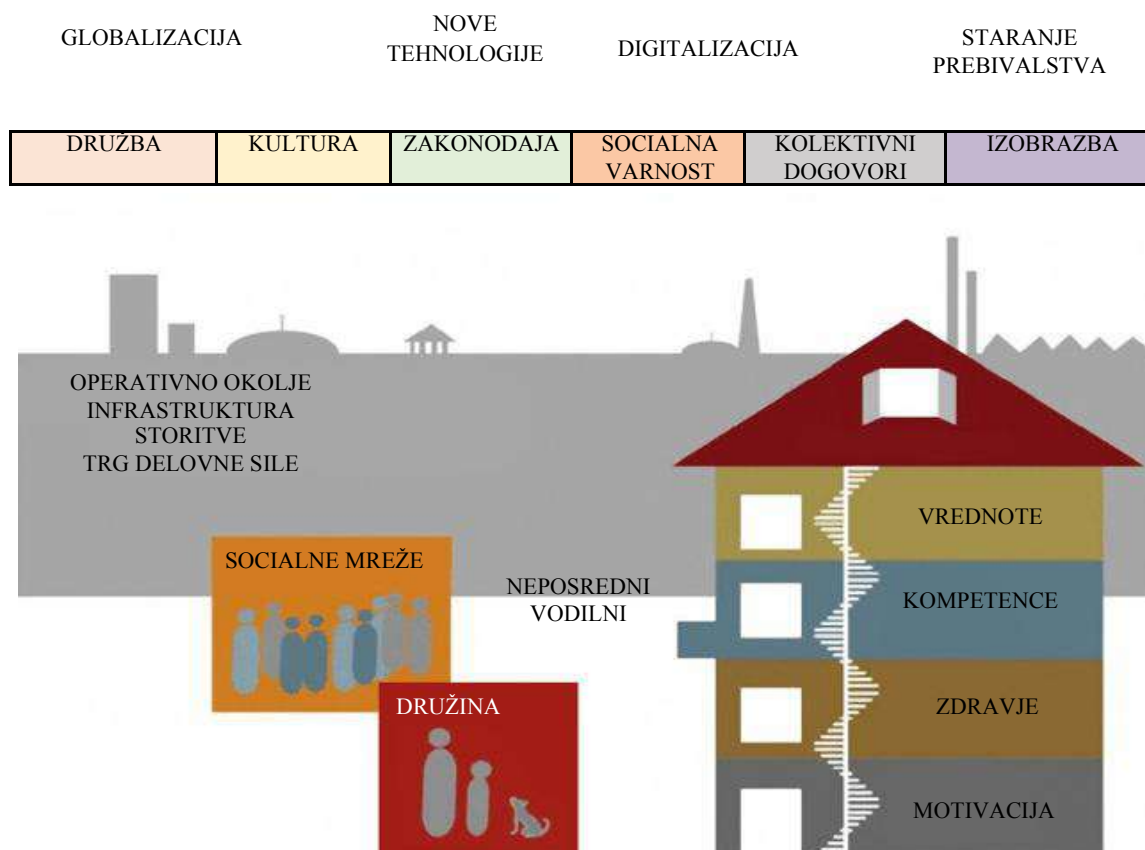 GLOBALIZACIJA
NOVE
TEHNOLOGIJE
DIGITALIZACIJA
STARANJE
PREBIVALSTVA
DRUŽBA
KULTURA
ZAKONODAJA
SOCIALNA
VARNOST
KOLEKTIVNI
DOGOVORI
IZOBRAZBA
OPERATIVNO OKOLJE
INFRASTRUKTURA
STORITVE
TRG DELOVNE SILE
SOCIALNE MREŽE
DRUŽINA
NEPOSREDNI
VODILNI
VREDNOTE
KOMPETENCE
ZDRAVJE
MOTIVACIJA